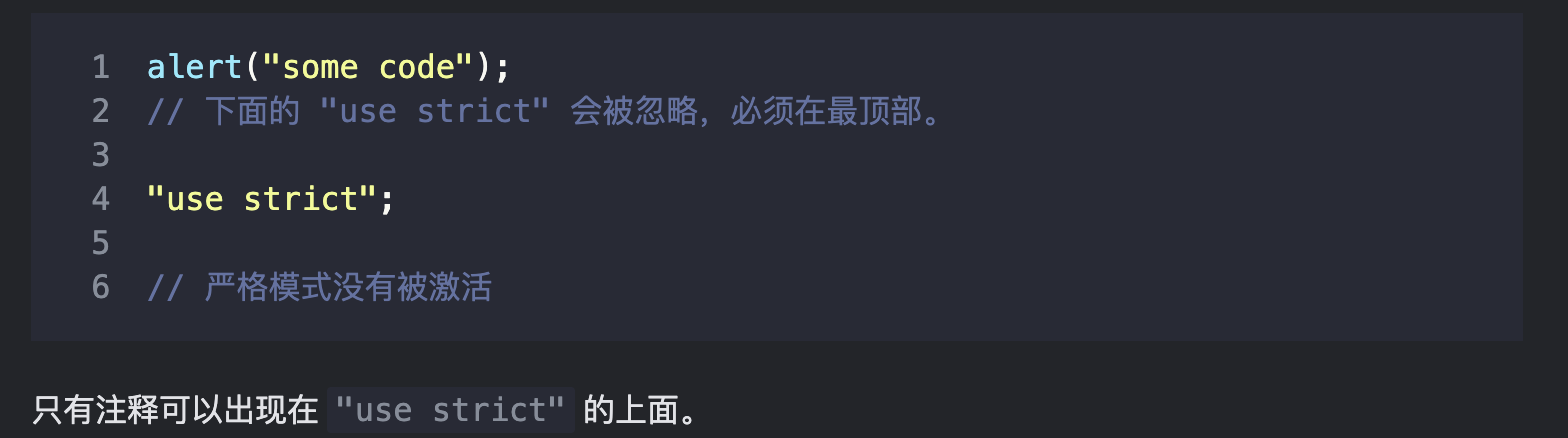 1 alert("some code");
2 // 下面的 "use strict" 会被忽略，必须在最顶部。
3
4 "use strict";
5
6 // 严格模式没有被激活
只有注释可以出现在 "use strict" 的上面。